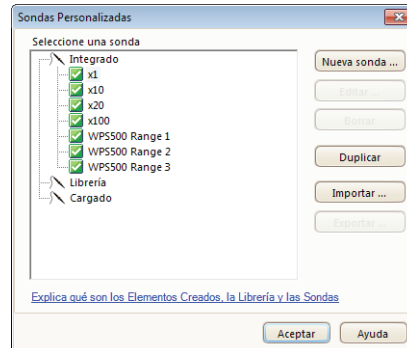 Sondas Personalizadas
Seleccione una sonda
Integrado
x1
x10
x20
x100
WPS500 Range 1
WPS500 Range 2
WPS500 Range 3
Librería
Cargado
Nueva sonda ...
Editar ...
Borrar
Duplicar
Importar ...
Exportar ...
Explica qué son los Elementos Creados, la Librería y las Sondas
Aceptar
Ayuda